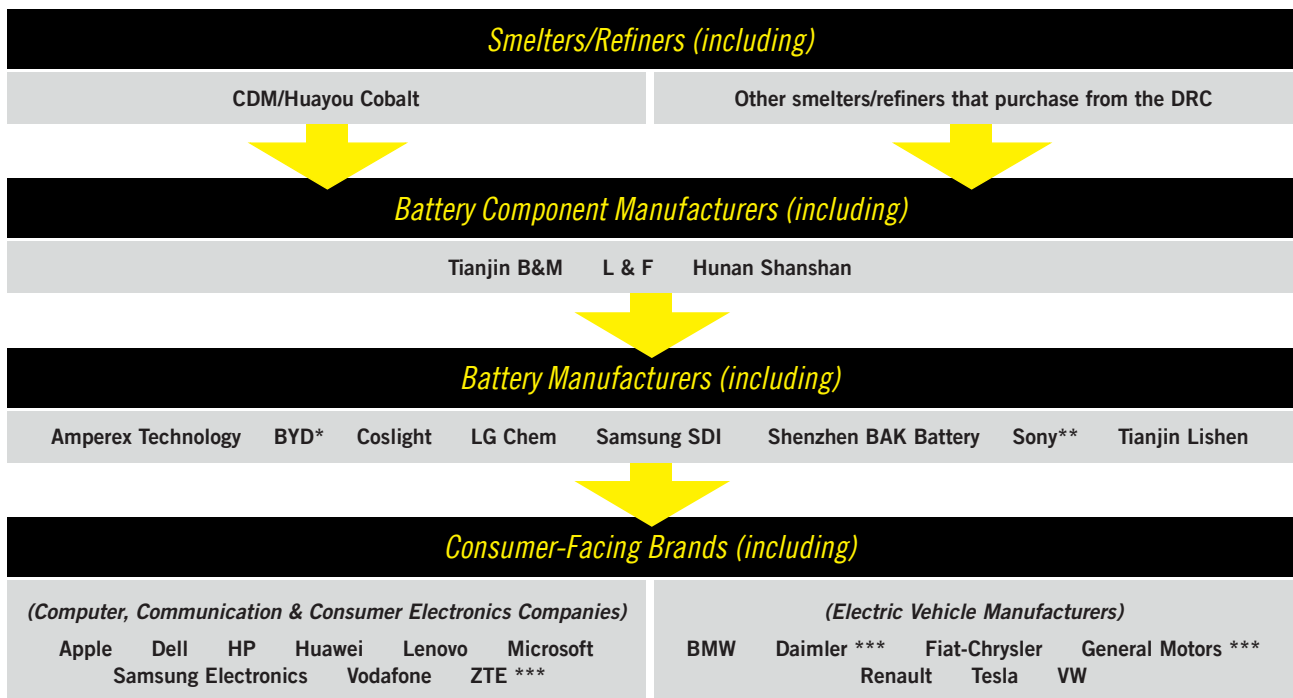 Smelters/Refiners (including)
CDM/Huayou Cobalt
Other smelters/refiners that purchase from the DRC
Battery Component Manufacturers (including)
Tianjin B&M L & F Hunan Shanshan
Battery Manufacturers (including)
Amperex Technology BYD* Coslight LG Chem Samsung SDI Shenzhen BAK Battery Sony** Tianjin Lishen
Consumer-Facing Brands (including)
(Computer, Communication & Consumer Electronics Companies)
Apple Dell HP Huawei Lenovo Microsoft
Samsung Electronics Vodafone ZTE ***
(Electric Vehicle Manufacturers)
BMW Daimler *** Fiat-Chrysler General Motors ***
Renault Tesla VW